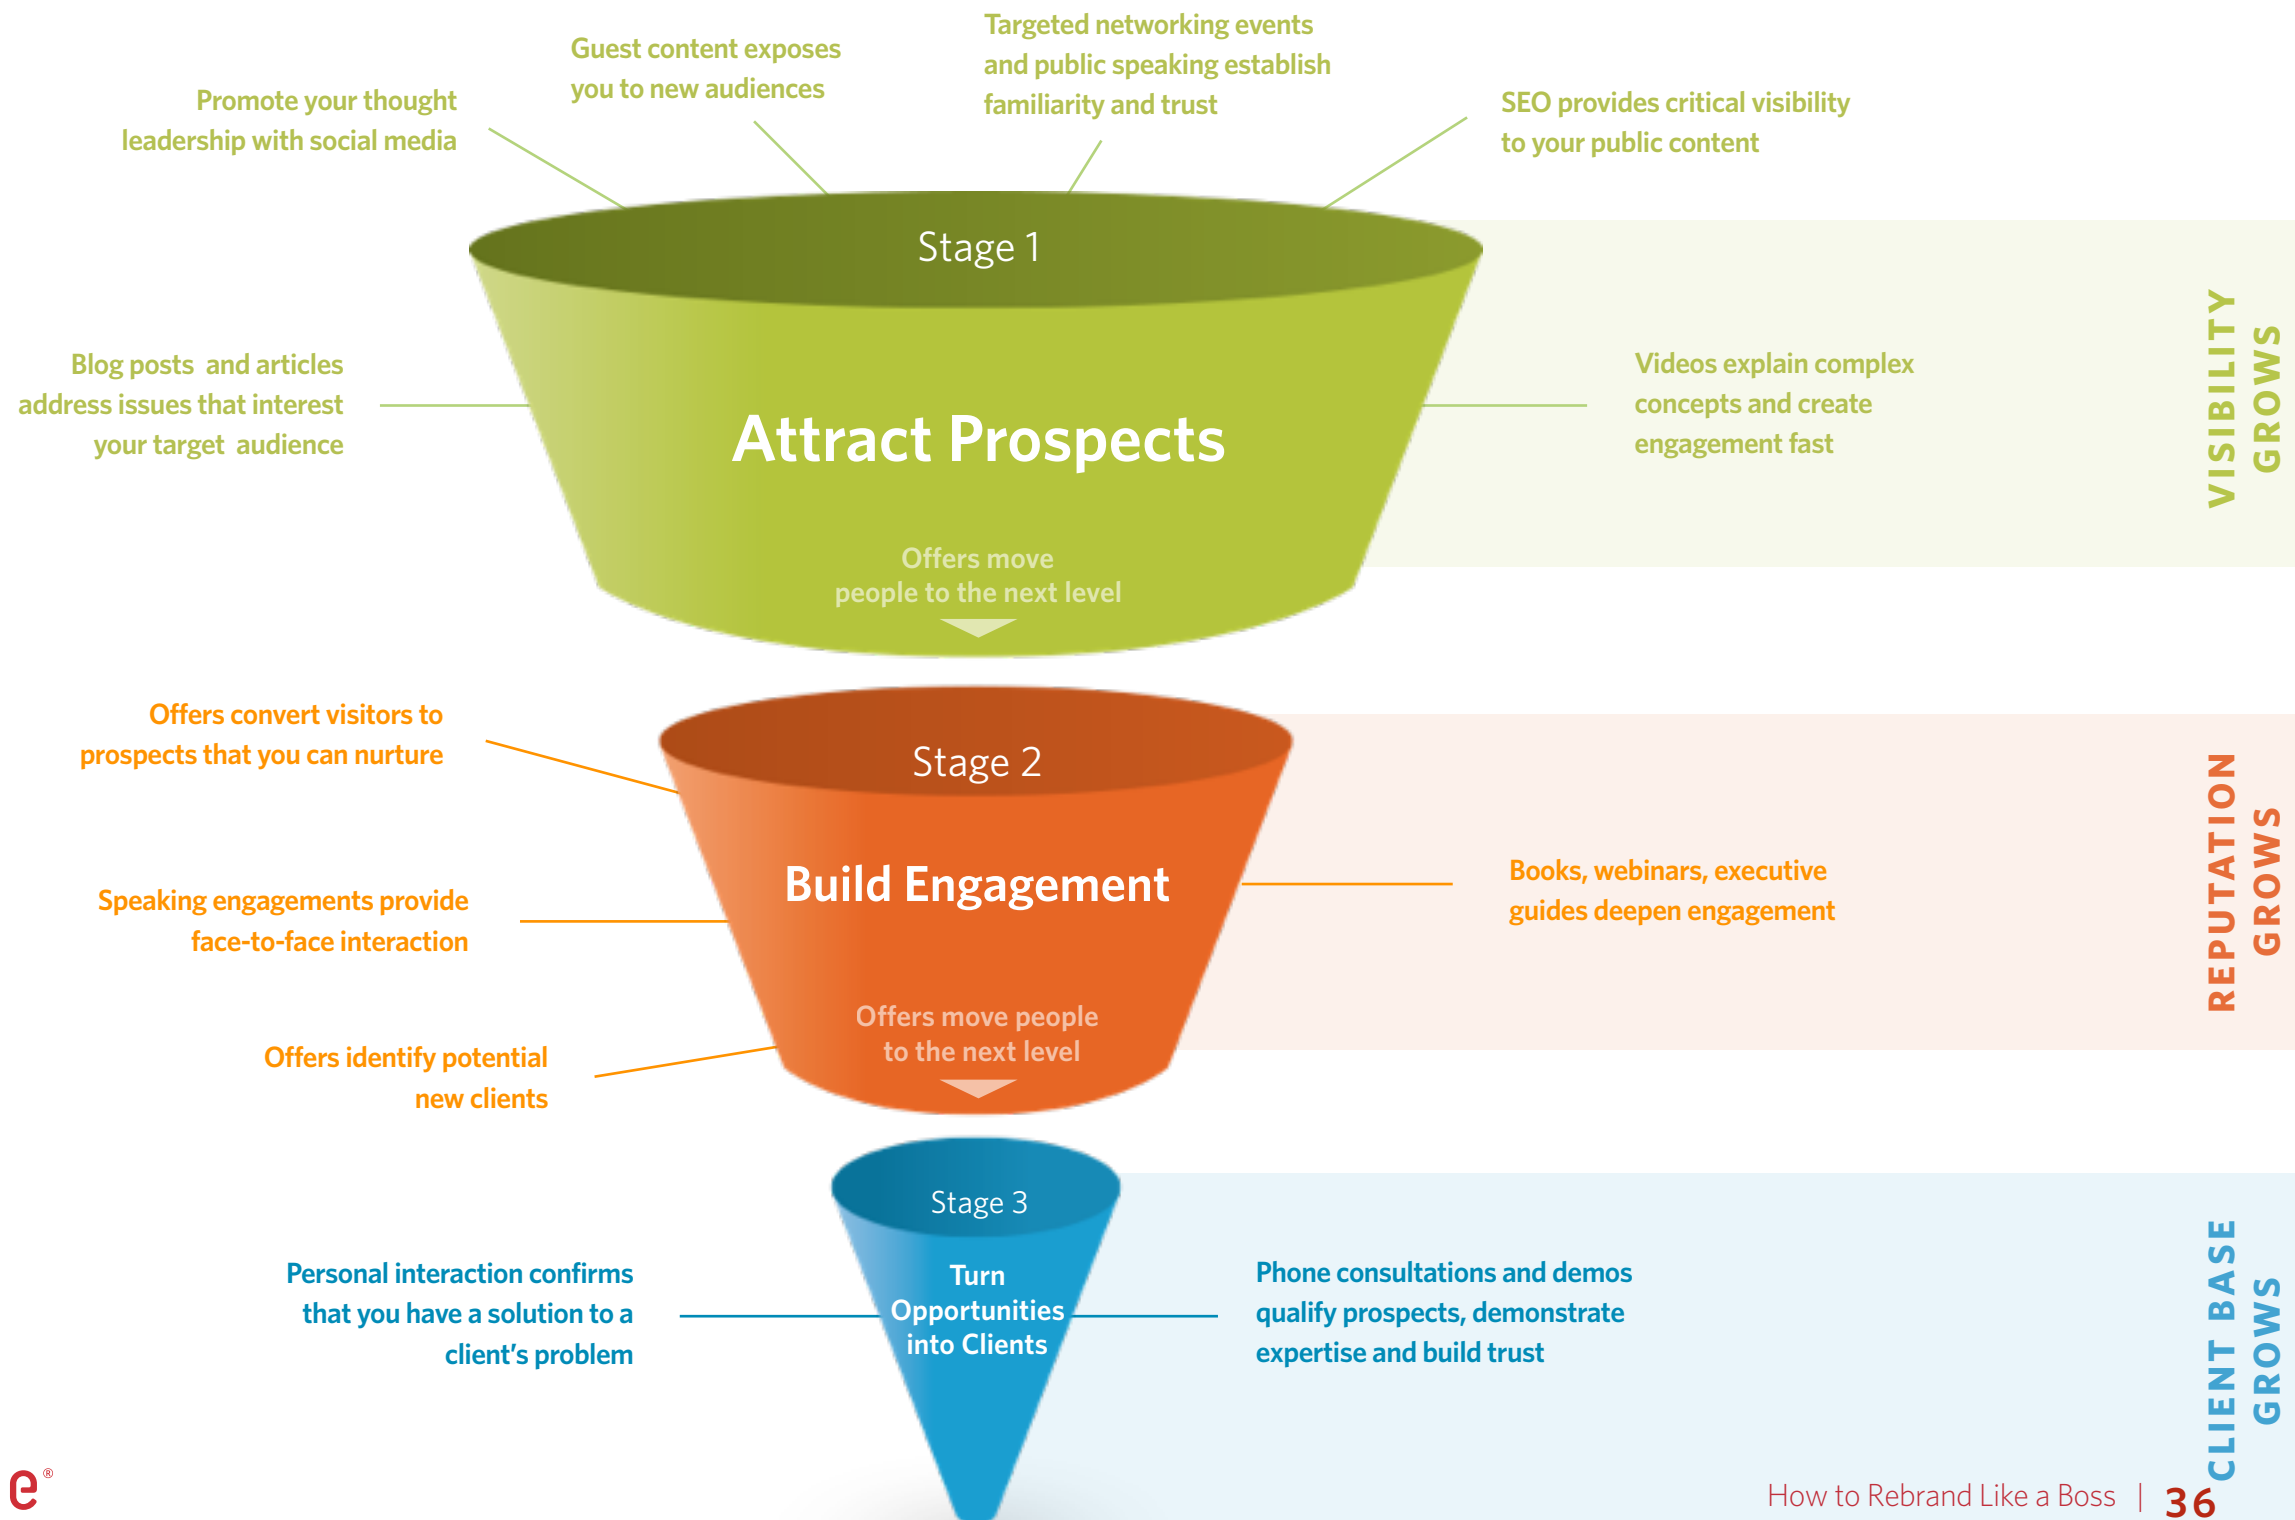 Targeted networking events
and public speaking establish
familiarity and trust
Guest content exposes
you to new audiences
Promote your thought
leadership with social media
SEO provides critical visibility
to your public content
Stage 1
Attract Prospects
Offers move
people to the next level
Blog posts and articles
address issues that interest
your target audience
Videos explain complex
concepts and create
engagement fast
VISIBILITY
GROWS
Offers convert visitors to
prospects that you can nurture
Stage 2
Build Engagement
Offers move people
to the next level
Speaking engagements provide
face-to-face interaction
Offers identify potential
new clients
Books, webinars, executive
guides deepen engagement
REPUTATION
GROWS
Stage 3
Turn
Opportunities
into Clients
Personal interaction confirms
that you have a solution to a
client's problem
Phone consultations and demos
qualify prospects, demonstrate
expertise and build trust
CLIENT BASE
GROWS
e®
How to Rebrand Like a Boss | 36